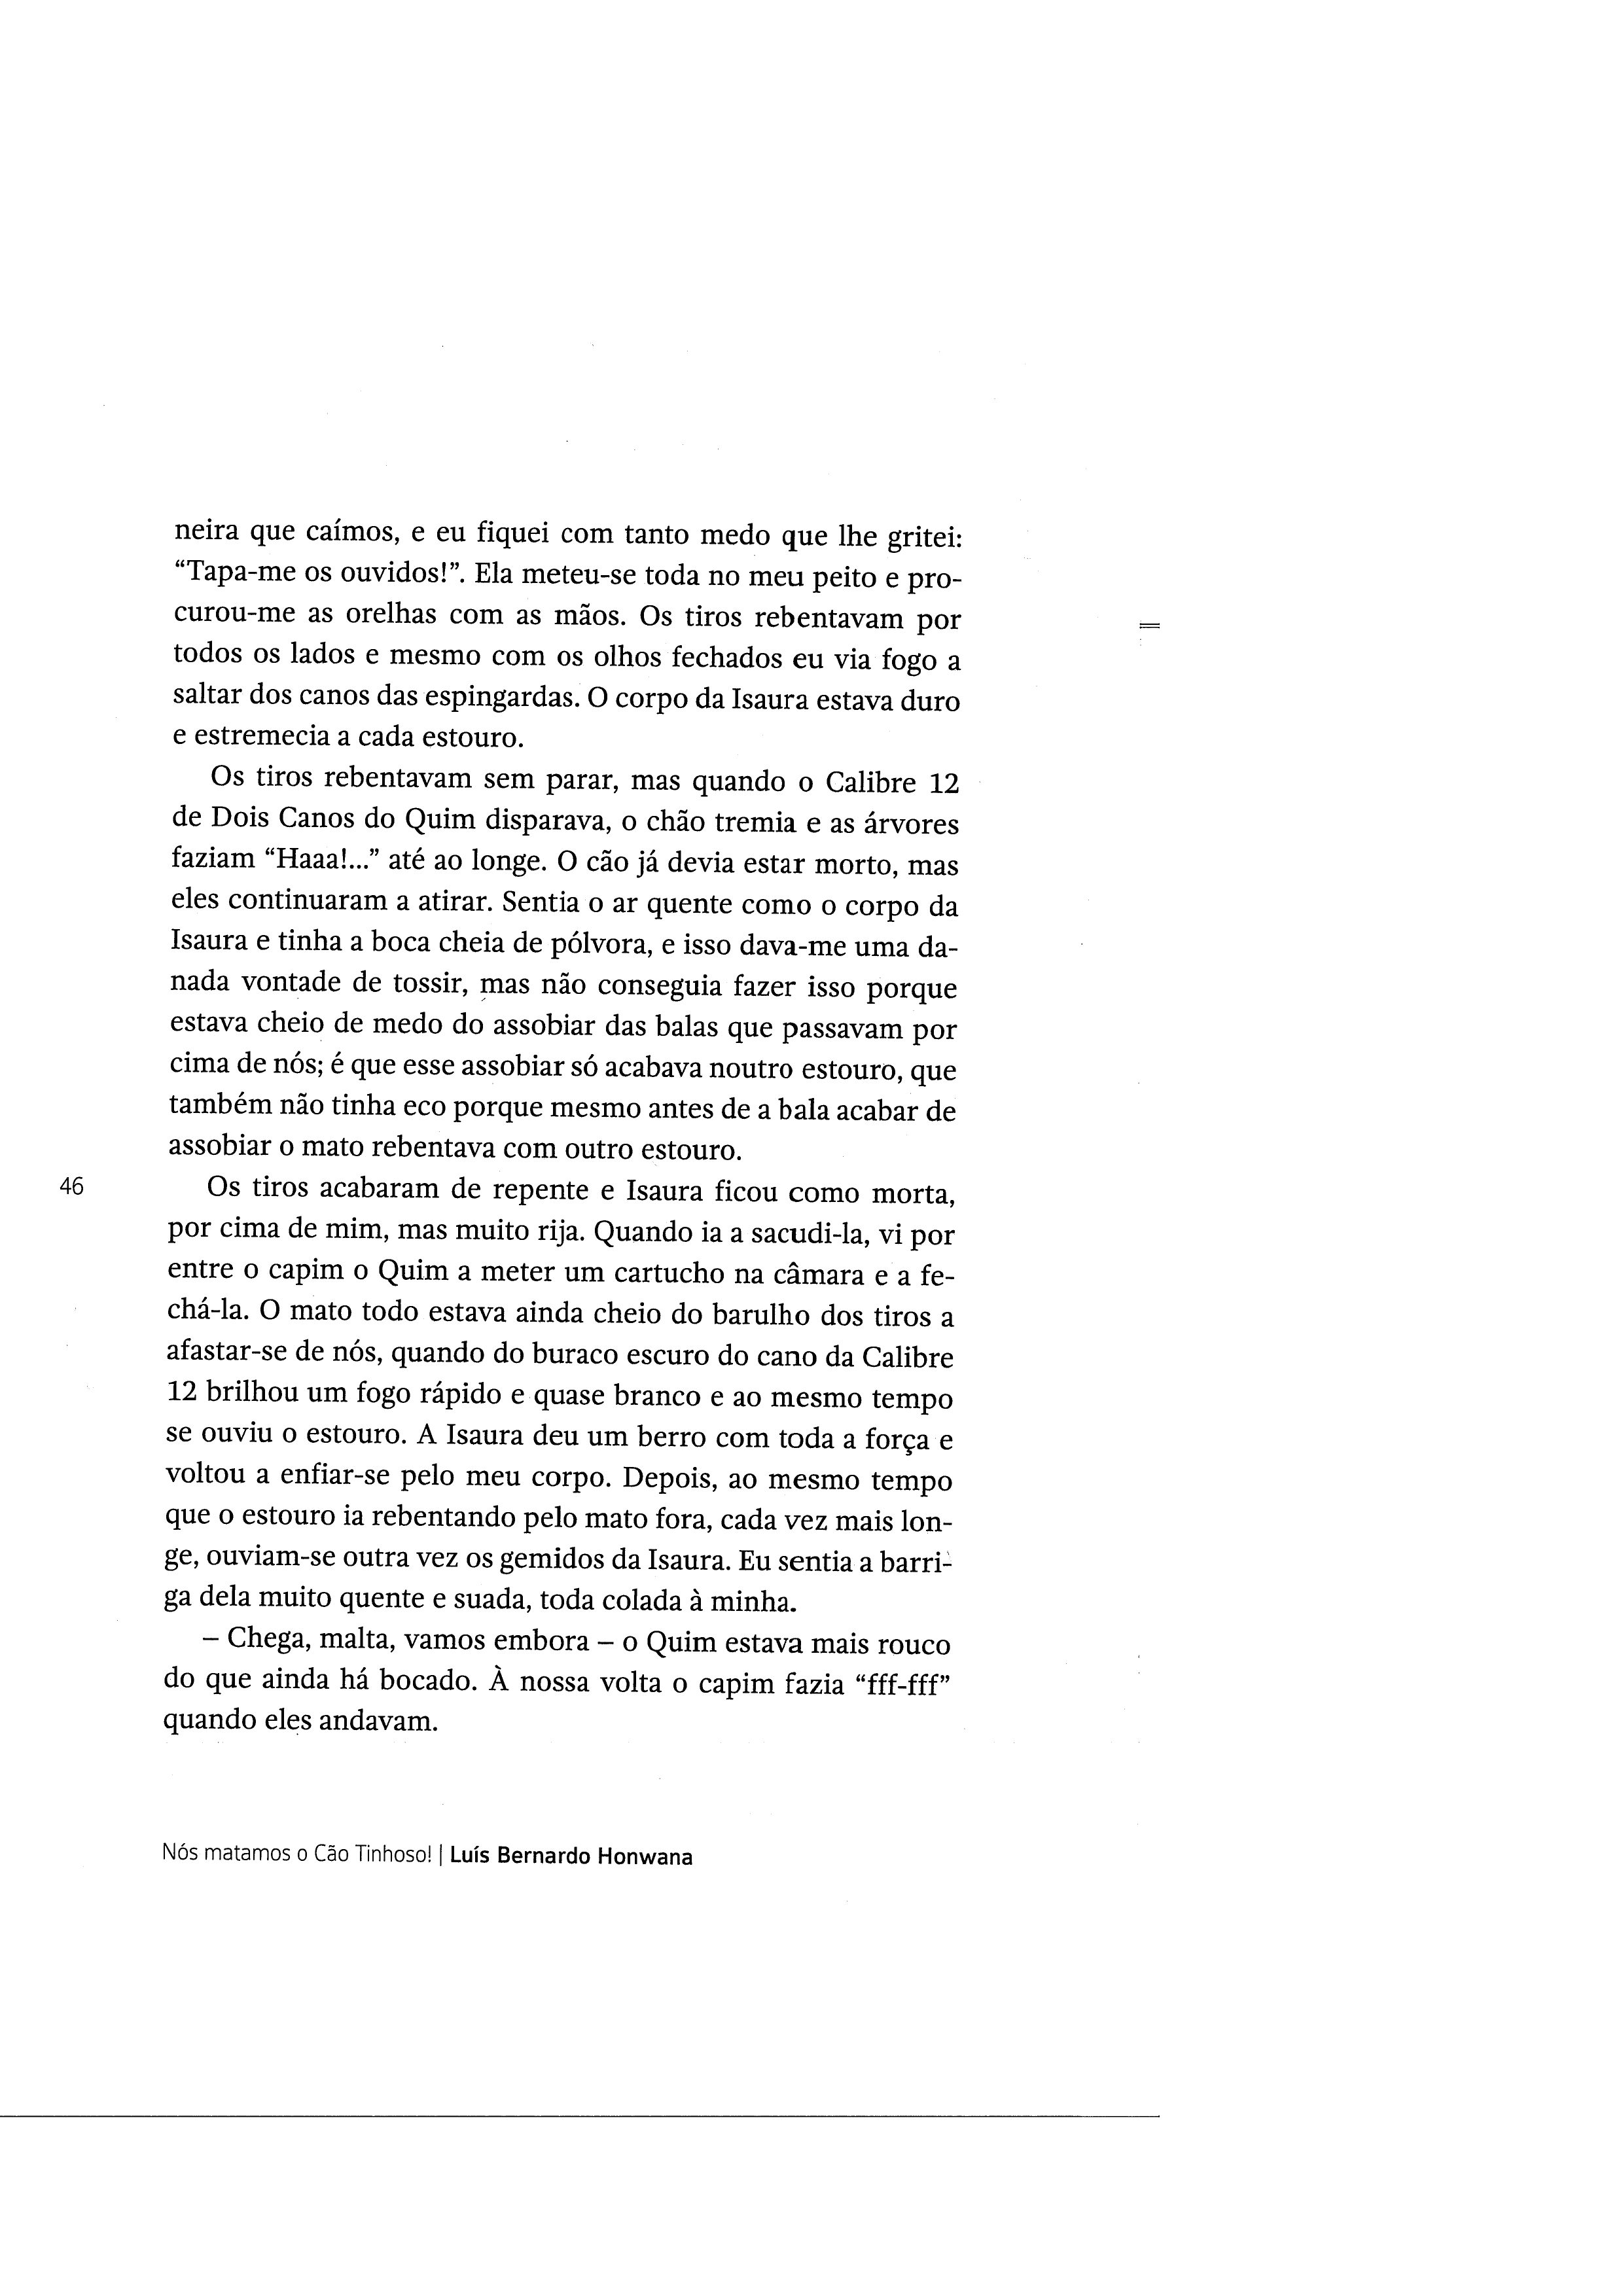 neira que caímos, e eu fiquei com tanto medo que lhe gritei:
“Tapa-me os ouvidos!”. Ela meteu-se toda no meu peito e pro-
curou-me as orelhas com as mãos. Os tiros rebentavam por
todos os lados e mesmo com os olhos fechados eu via fogo a
saltar dos canos das espingardas. O corpo da Isaura estava duro
e estremecia a cada estouro.
Os tiros rebentavam sem parar, mas quando o Calibre 12
de Dois Canos do Quim disparava, o chão tremia e as árvores
faziam “Haaa!...” até ao longe. O cão já devia estar morto, mas
eles continuaram a atirar. Sentia o ar quente como o corpo da
Isaura e tinha a boca cheia de pólvora, e isso dava-me uma da-
nada vontade de tossir, mas não conseguia fazer isso porque
estava cheio de medo do assobiar das balas que passavam por
cima de nós; é que esse assobiar só acabava noutro estouro, que
também não tinha eco porque mesmo antes de a bala acabar de
assobiar o mato rebentava com outro estouro.
46
Os tiros acabaram de repente e Isaura ficou como morta,
por cima de mim, mas muito rija. Quando ia a sacudi-la, vi por
entre o capim o Quim a meter um cartucho na câmara e a fe-
chá-la. O mato todo estava ainda cheio do barulho dos tiros a
afastar-se de nós, quando do buraco escuro do cano da Calibre
12 brilhou um fogo rápido e quase branco e ao mesmo tempo
se ouviu o estouro. A Isaura deu um berro com toda a força e
voltou a enfiar-se pelo meu corpo. Depois, ao mesmo tempo
que o estouro ia rebentando pelo mato fora, cada vez mais lon-
ge, ouviam-se outra vez os gemidos da Isaura. Eu sentia a barri-
ga dela muito quente e suada, toda colada à minha.
– Chega, malta, vamos embora – o Quim estava mais rouco
do que ainda há bocado. À nossa volta o capim fazia “fff-fff”
quando eles andavam.
Nós matamos o Cão Tinhoso! | Luís Bernardo Honwana